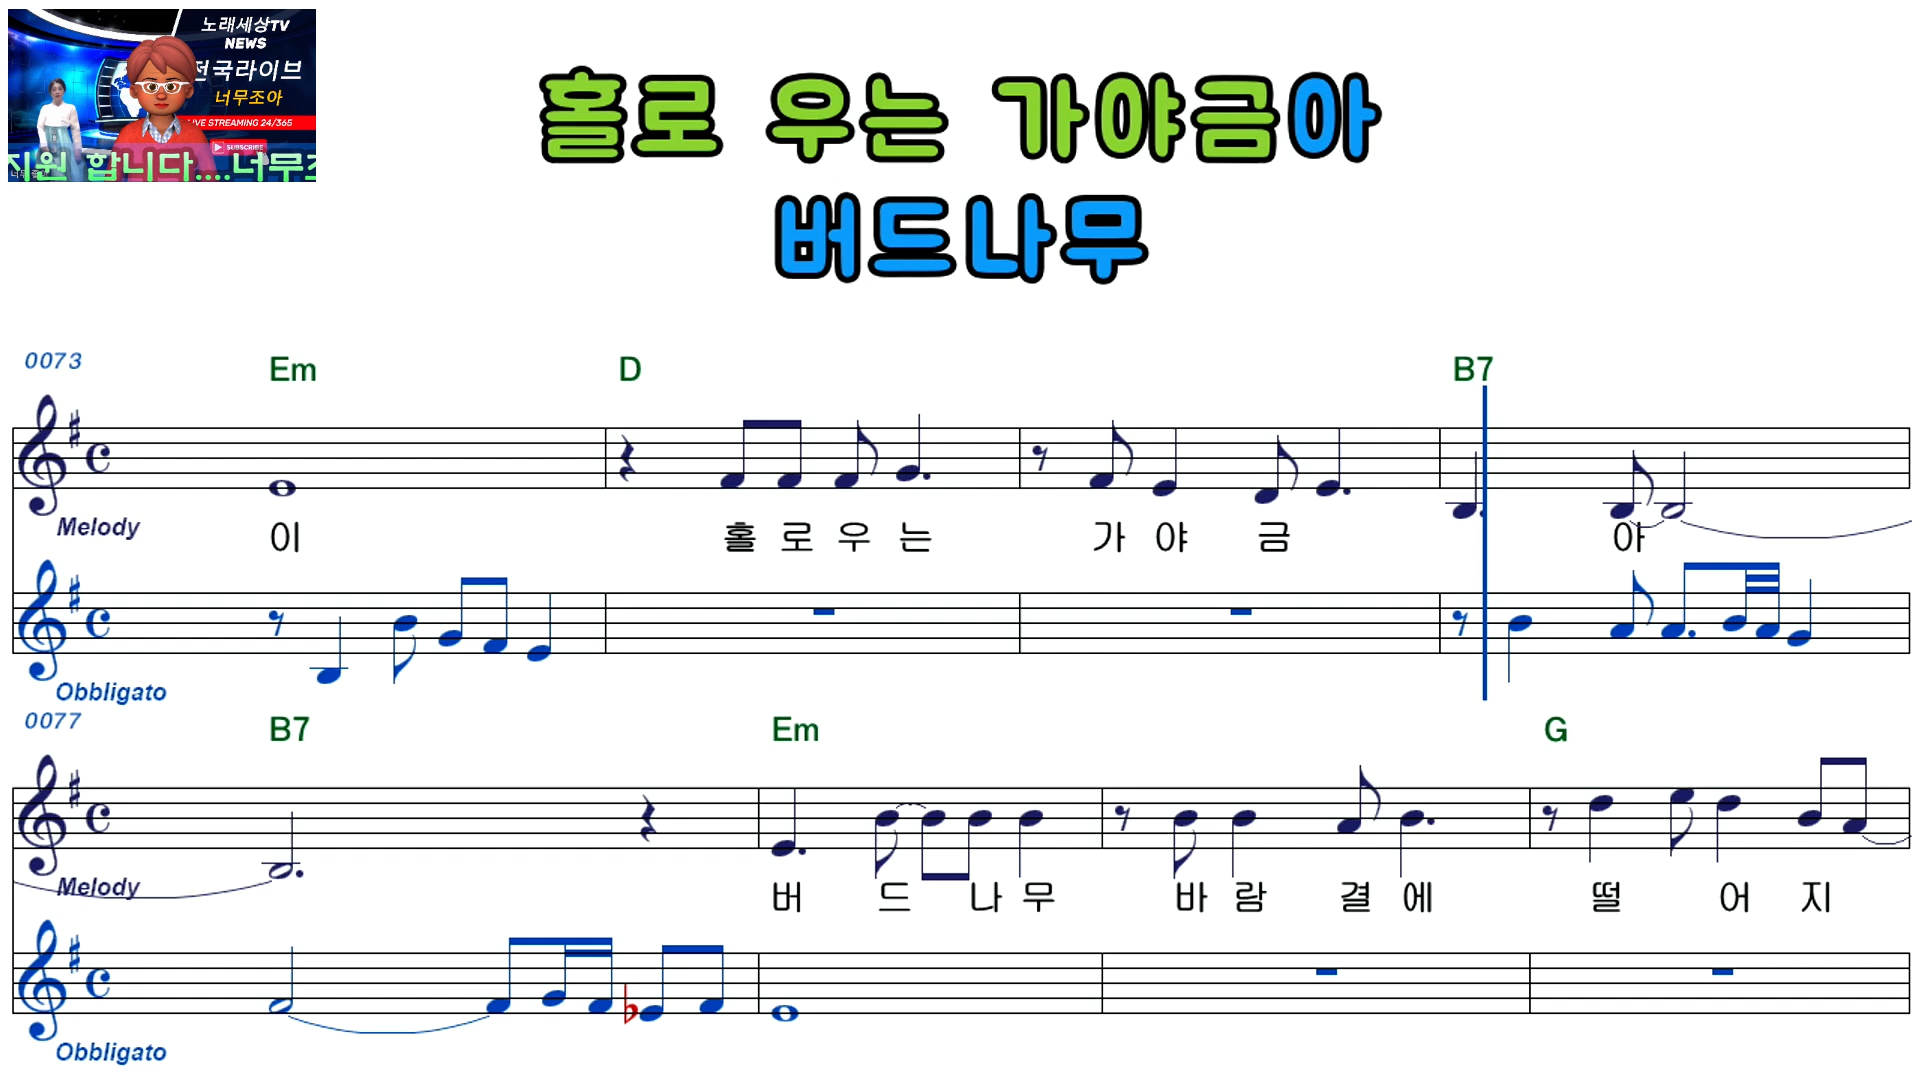 노래세상TV
NEWS
전국라이브
너무조아
LIVE STREAMING 24/365
SUBSCRIBE
지원 합니다....너무조
홀로 우는 가야금아
버드나무
0073
Em D B7
Melody
이 홀 로 우 는 가 야 금 야
Obbligato
0077
B7 Em G
Melody
버 드 나 무 바 람 결 에 떨 어 지
Obbligato